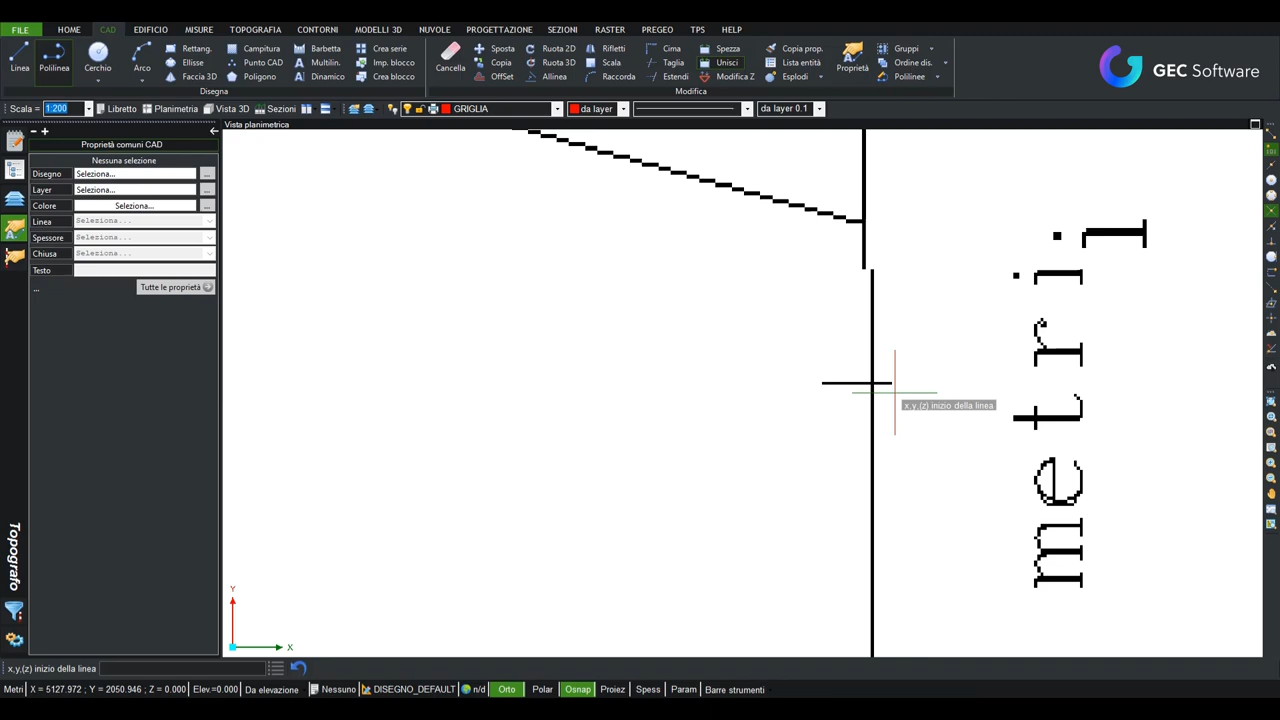 FILE HOME CAD EDIFICIO MISURE TOPOGRAFIA CONTORNI MODELLI 3D NUVOLE PROGETTAZIONE SEZIONI RASTER PREGEO TPS HELP
Linea Polilinea Cerchio Arco Rettang. Campitura Barbetta Crea serie Cancella Sposta Ruota 2D Rifletti Cima Spezza Copia prop. Proprietà Gruppi
Ellisse Punto CAD Multilin. Imp. blocco Copia Ruota 3D Scala Taglia Unisci Lista entità Ordine dis.
Faccia 3D Poligono Dinamico Crea blocco OffSet Allinea Raccorda Estendi Modifica Z Esplodi Polilinee
Disegna Modifica
GEC Software
Scala = 1:200 Libretto Planimetria Vista 3D Sezioni GRIGLIA da layer da layer 0.1
Vista planimetrica
Proprietà comuni CAD
Nessuna selezione
Disegno Seleziona... ...
Layer Seleziona... ...
Colore Seleziona... ...
Linea Seleziona...
Spessore Seleziona...
Chiusa Seleziona...
Testo
... Tutte le proprietà
x,y,(z) inizio della linea
metri.
Topografo
Y
X
x,y,(z) inizio della linea
Metri X = 5127.972 ; Y = 2050.946 ; Z = 0.000 Elev.=0.000 Da elevazione Nessuno DISEGNO_DEFAULT n/d Orto Polar Osnap Proiez Spess Param Barre strumenti